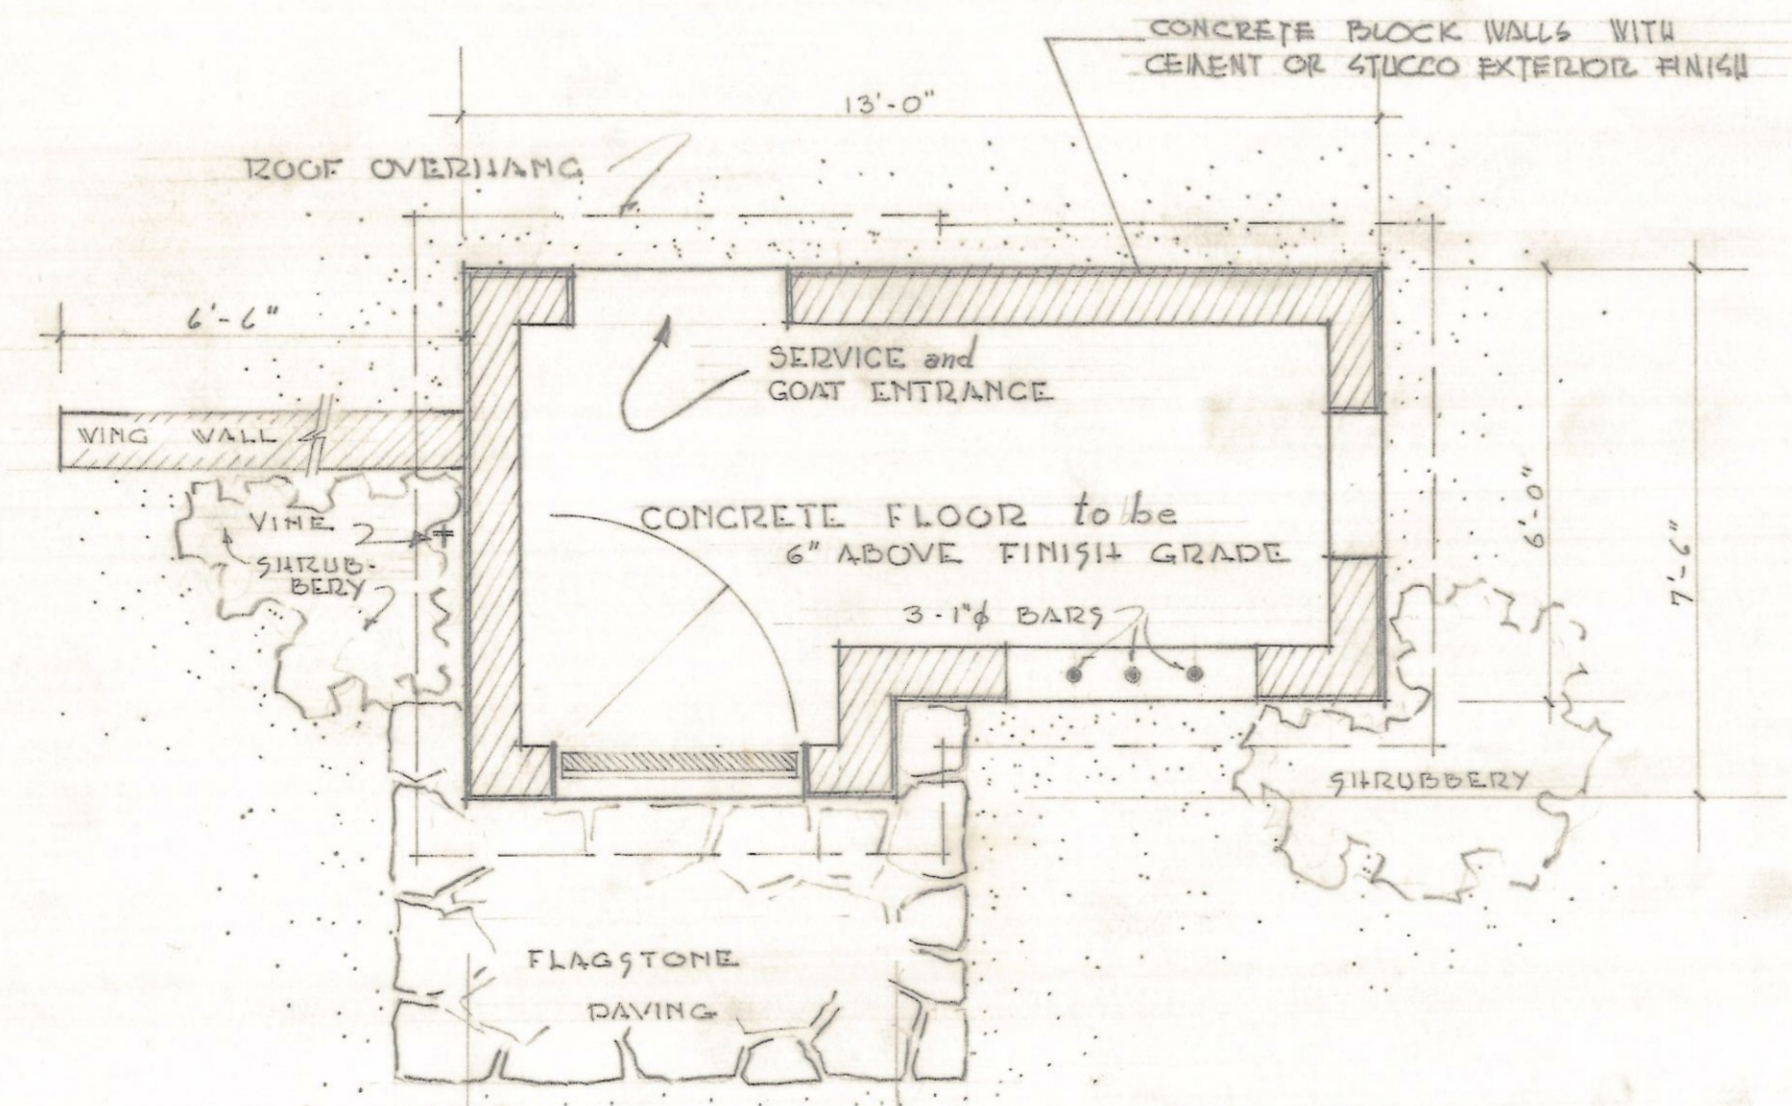 CONCRETE BLOCK WALLS WITH
CEMENT OR STUCCO EXTERIOR FINISH
13'-0"
ROOF OVERHANG
6'-6"
SERVICE and
GOAT ENTRANCE
WING WALL
CONCRETE FLOOR to be
6" ABOVE FINISH GRADE
VINE
SHRUB-
BERY
3-1"ϕ BARS
6'-0"
7'-6"
SHRUBBERY
FLAGSTONE
PAVING